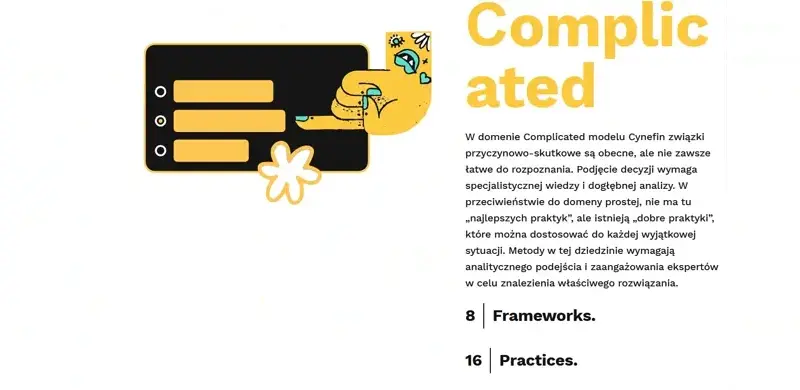 Complic
ated
W domenie Complicated modelu Cynefin związki
przyczynowo-skutkowe są obecne, ale nie zawsze
łatwe do rozpoznania. Podjęcie decyzji wymaga
specjalistycznej wiedzy i dogłębnej analizy. W
przeciwieństwie do domeny prostej, nie ma tu
„najlepszych praktyk”, ale istnieją „dobre praktyki”,
które można dostosować do każdej wyjątkowej
sytuacji. Metody w tej dziedzinie wymagają
analitycznego podejścia i zaangażowania ekspertów
w celu znalezienia właściwego rozwiązania.
8 | Frameworks.
16 | Practices.